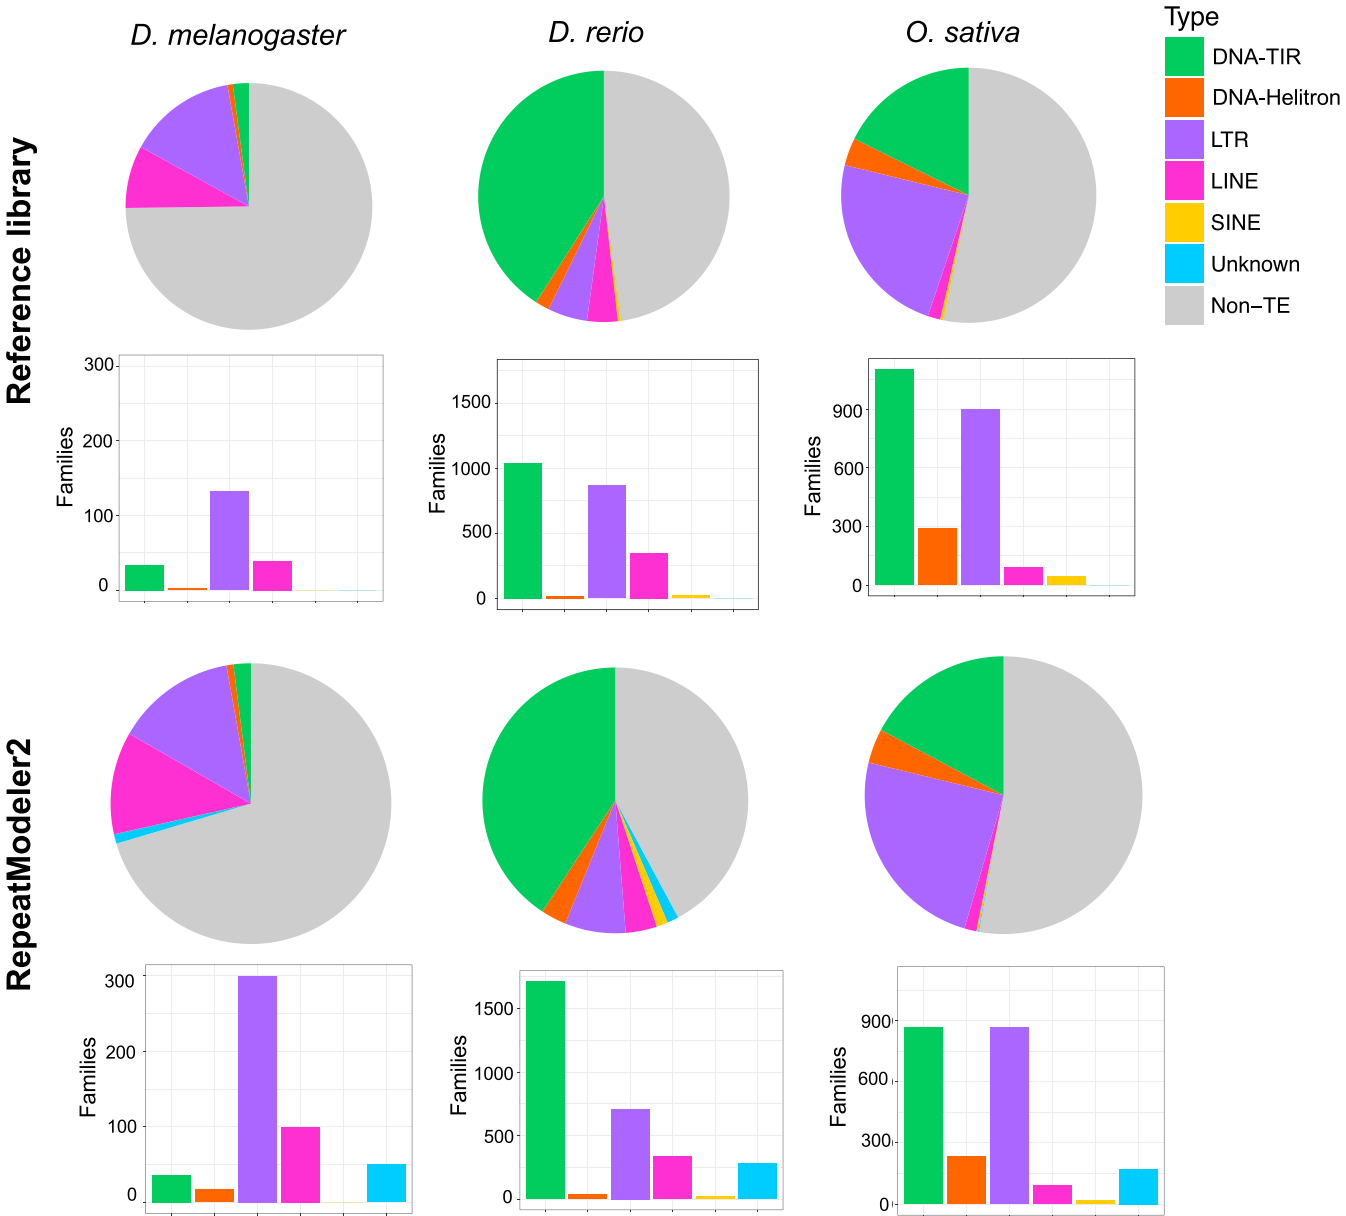 D. melanogaster
D. rerio
O. sativa
Type
DNA-TIR
DNA-Helitron
LTR
LINE
SINE
Unknown
Non−TE
Reference library
Families
300
200
100
0
Families
1500
1000
500
0
Families
900
600
300
0
RepeatModeler2
Families
300
200
100
0
Families
1500
1000
500
0
Families
900
600
300
0